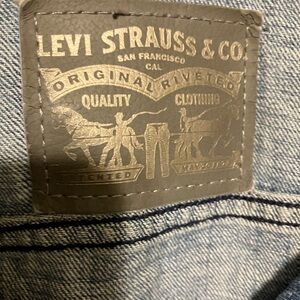 LEVI STRAUSS & CO.
SAN FRANCISCO
CAL
ORIGINAL RIVETED
QUALITY CLOTHING